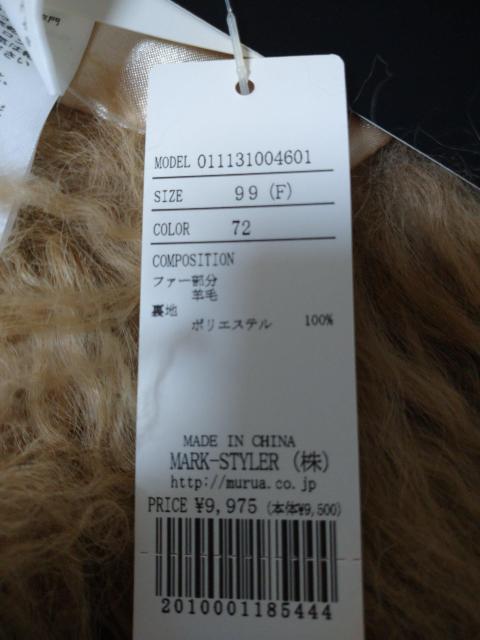 MODEL 011131004601
SIZE 99(F)
COLOR 72
COMPOSITION
ファー部分
羊毛
裏地
ポリエステル 100%
MADE IN CHINA
MARK-STYLER (株)
http://murua.co.jp
PRICE ¥9,975 (本体¥9,500)
2010001185444